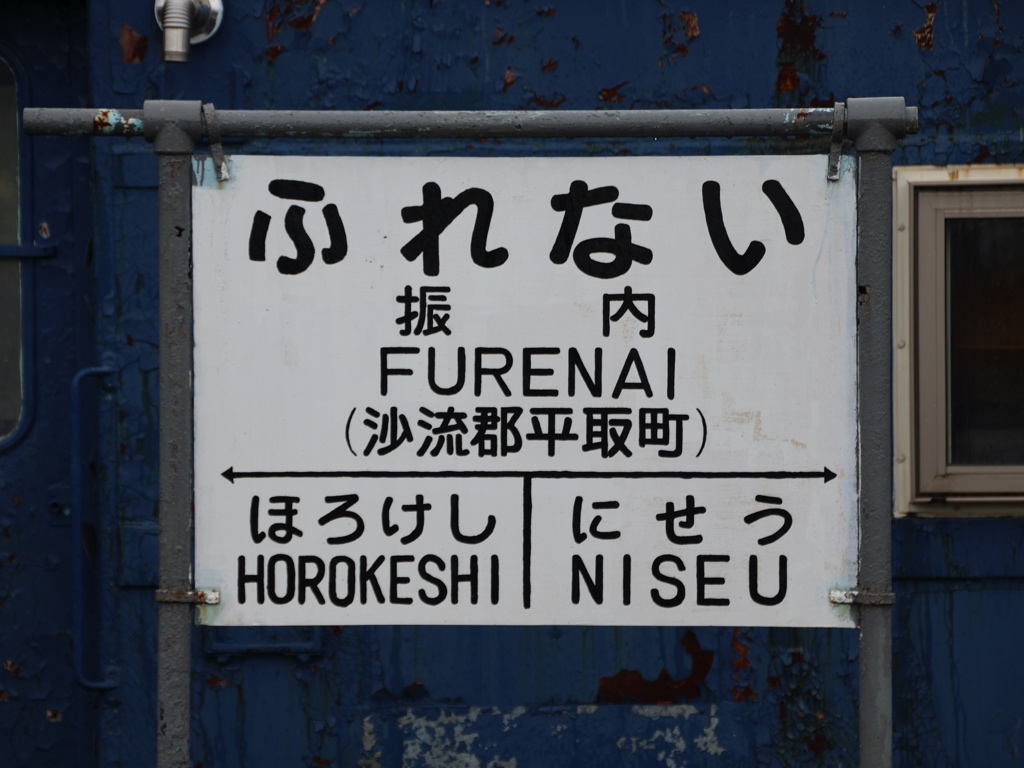 ふれない
振内
FURENAI
(沙流郡平取町)
ほろけし にせう
HOROKESHI NISEU